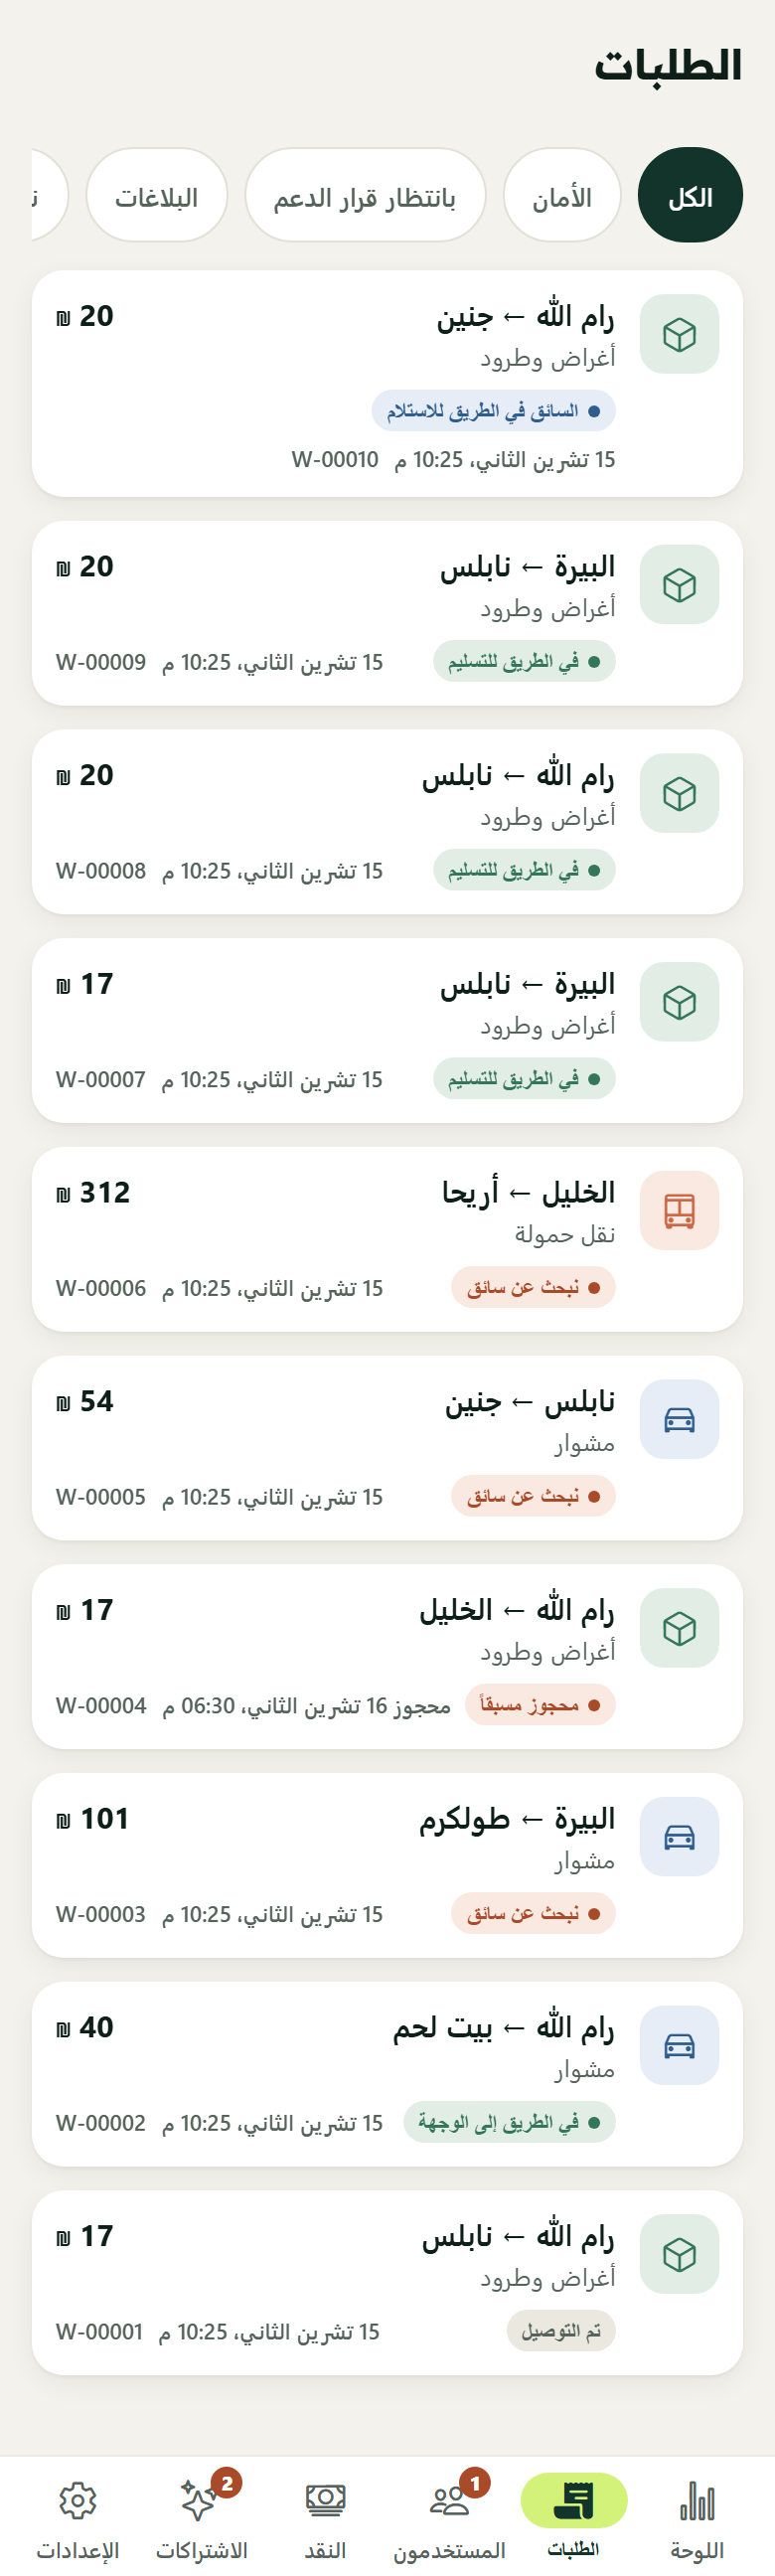 الطلبات
الكل الأمان بانتظار قرار الدعم البلاغات
رام الله ← جنين 20 ₪
أغراض وطرود
السائق في الطريق للاستلام
15 تشرين الثاني، 10:25 م W-00010
البيرة ← نابلس 20 ₪
أغراض وطرود
في الطريق للتسليم 15 تشرين الثاني، 10:25 م W-00009
رام الله ← نابلس 20 ₪
أغراض وطرود
في الطريق للتسليم 15 تشرين الثاني، 10:25 م W-00008
البيرة ← نابلس 17 ₪
أغراض وطرود
في الطريق للتسليم 15 تشرين الثاني، 10:25 م W-00007
الخليل ← أريحا 312 ₪
نقل حمولة
نبحث عن سائق 15 تشرين الثاني، 10:25 م W-00006
نابلس ← جنين 54 ₪
مشوار
نبحث عن سائق 15 تشرين الثاني، 10:25 م W-00005
رام الله ← الخليل 17 ₪
أغراض وطرود
محجوز مسبقاً محجوز 16 تشرين الثاني، 06:30 م W-00004
البيرة ← طولكرم 101 ₪
مشوار
نبحث عن سائق 15 تشرين الثاني، 10:25 م W-00003
رام الله ← بيت لحم 40 ₪
مشوار
في الطريق إلى الوجهة 15 تشرين الثاني، 10:25 م W-00002
رام الله ← نابلس 17 ₪
أغراض وطرود
تم التوصيل 15 تشرين الثاني، 10:25 م W-00001
1 2
اللوحة الطلبات المستخدمون النقد الاشتراكات الإعدادات